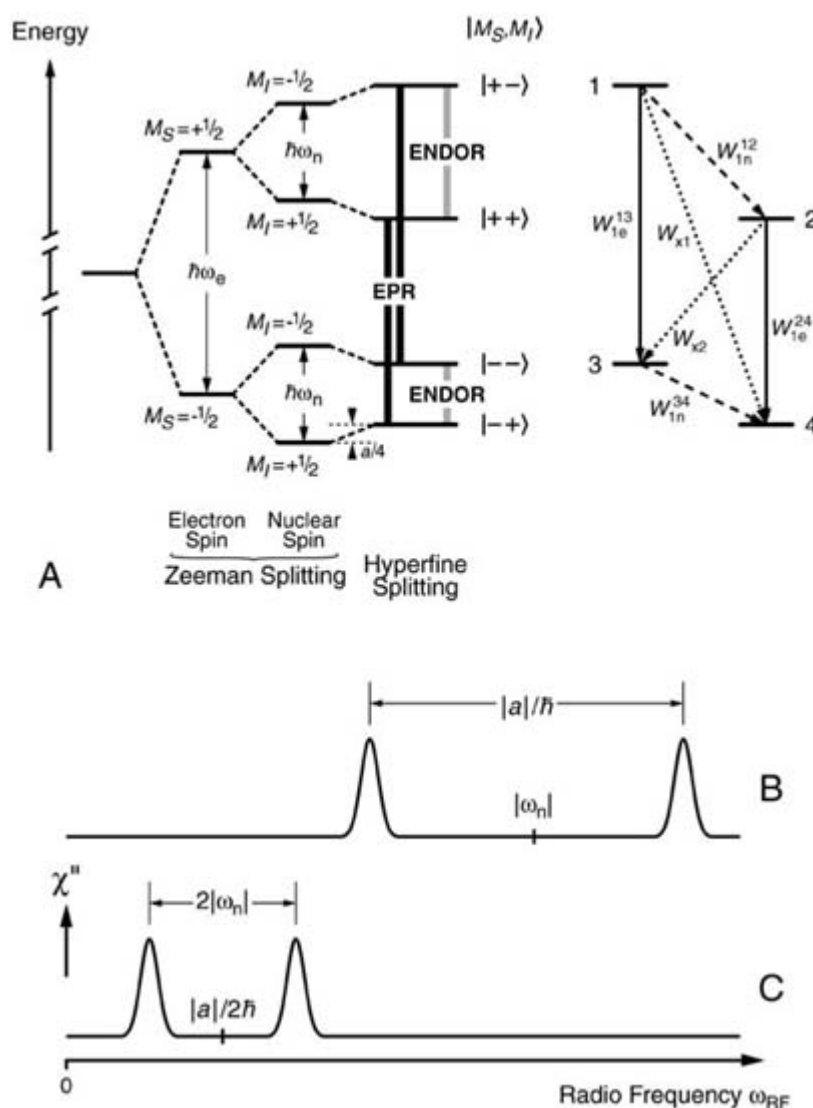 Energy
|M_S,M_I⟩
M_I=-1/2
|+−⟩
1
M_S=+1/2
ħω_n
ENDOR
W_1n^12
M_I=+1/2
|++⟩
2
W_1e^13
W_x1
ħω_e
EPR
W_1e^24
M_I=-1/2
W_x2
|−−⟩
3
M_S=-1/2
ħω_n
ENDOR
W_1n^34
|−+⟩
4
M_I=+1/2
a/4
Electron Spin
Nuclear Spin
Zeeman Splitting
Hyperfine Splitting
A
|a|/ħ
B
|ω_n|
χ"
2|ω_n|
C
|a|/2ħ
0
Radio Frequency ω_RF